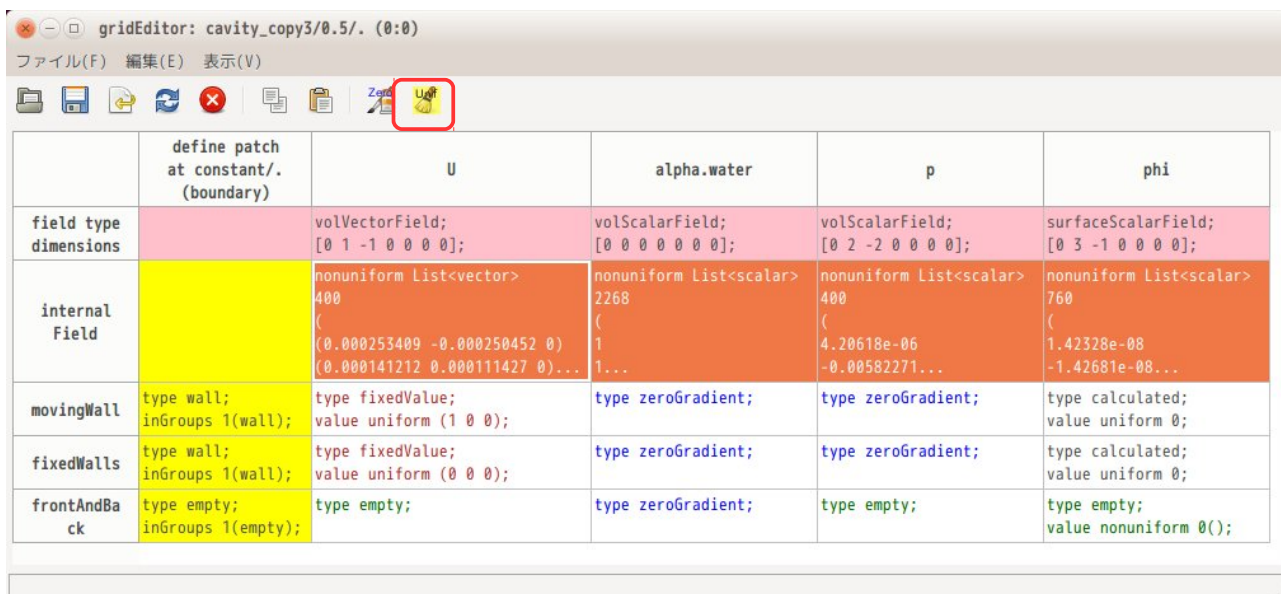 gridEditor: cavity_copy3/0.5/. (0:0)
ファイル(F) 編集(E) 表示(V)
Zero
Unif
define patch
at constant/.
(boundary)
U
alpha.water
p
phi
field type
dimensions
volVectorField;
[0 1 -1 0 0 0 0];
volScalarField;
[0 0 0 0 0 0 0];
volScalarField;
[0 2 -2 0 0 0 0];
surfaceScalarField;
[0 3 -1 0 0 0 0];
internal
Field
nonuniform List<vector>
400
(
(0.000253409 -0.000250452 0)
(0.000141212 0.000111427 0)...
nonuniform List<scalar>
2268
(
1
1...
nonuniform List<scalar>
400
(
4.20618e-06
-0.00582271...
nonuniform List<scalar>
760
(
1.42328e-08
-1.42681e-08...
movingWall
type wall;
inGroups 1(wall);
type fixedValue;
value uniform (1 0 0);
type zeroGradient;
type zeroGradient;
type calculated;
value uniform 0;
fixedWalls
type wall;
inGroups 1(wall);
type fixedValue;
value uniform (0 0 0);
type zeroGradient;
type zeroGradient;
type calculated;
value uniform 0;
frontAndBa
ck
type empty;
inGroups 1(empty);
type empty;
type zeroGradient;
type empty;
type empty;
value nonuniform 0();